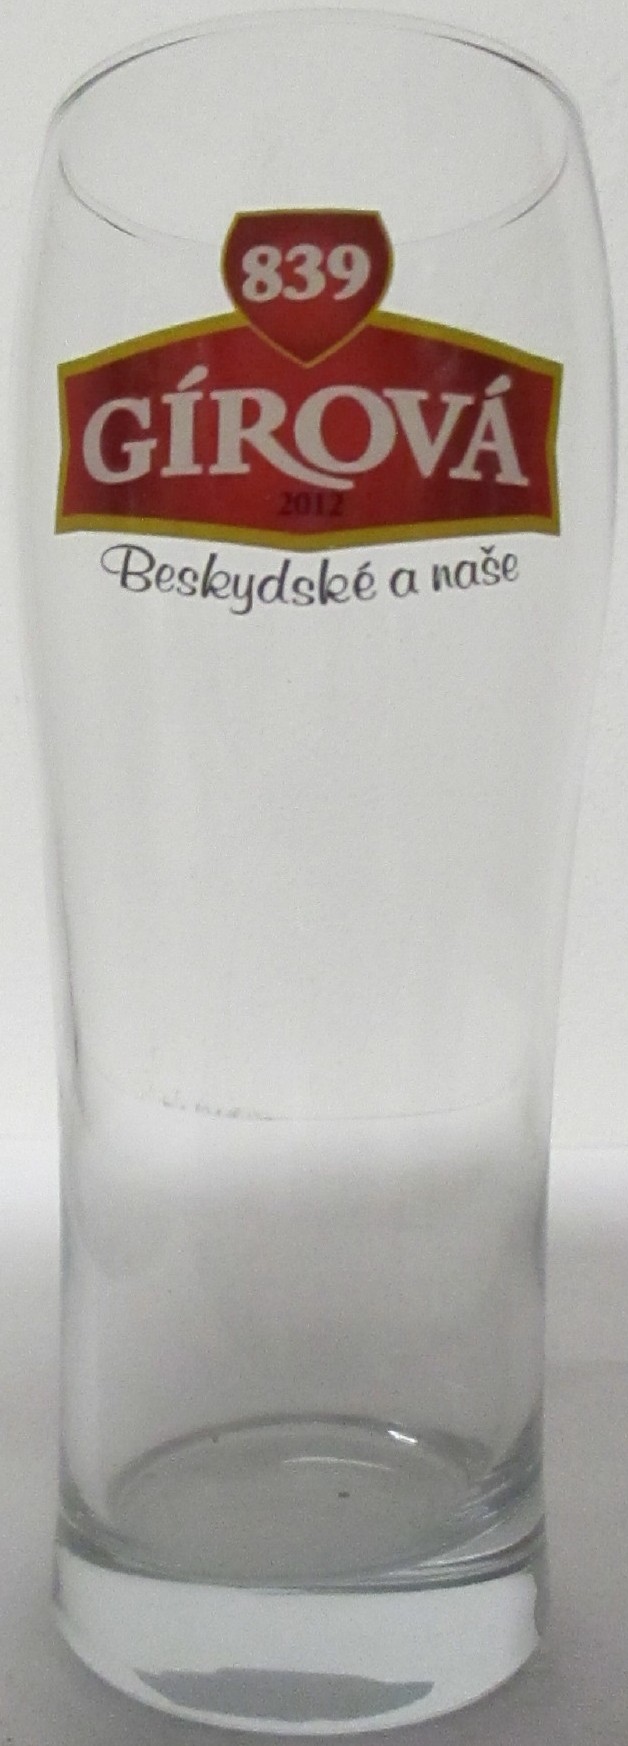 839
GÍROVÁ
2012
Beskydské a naše